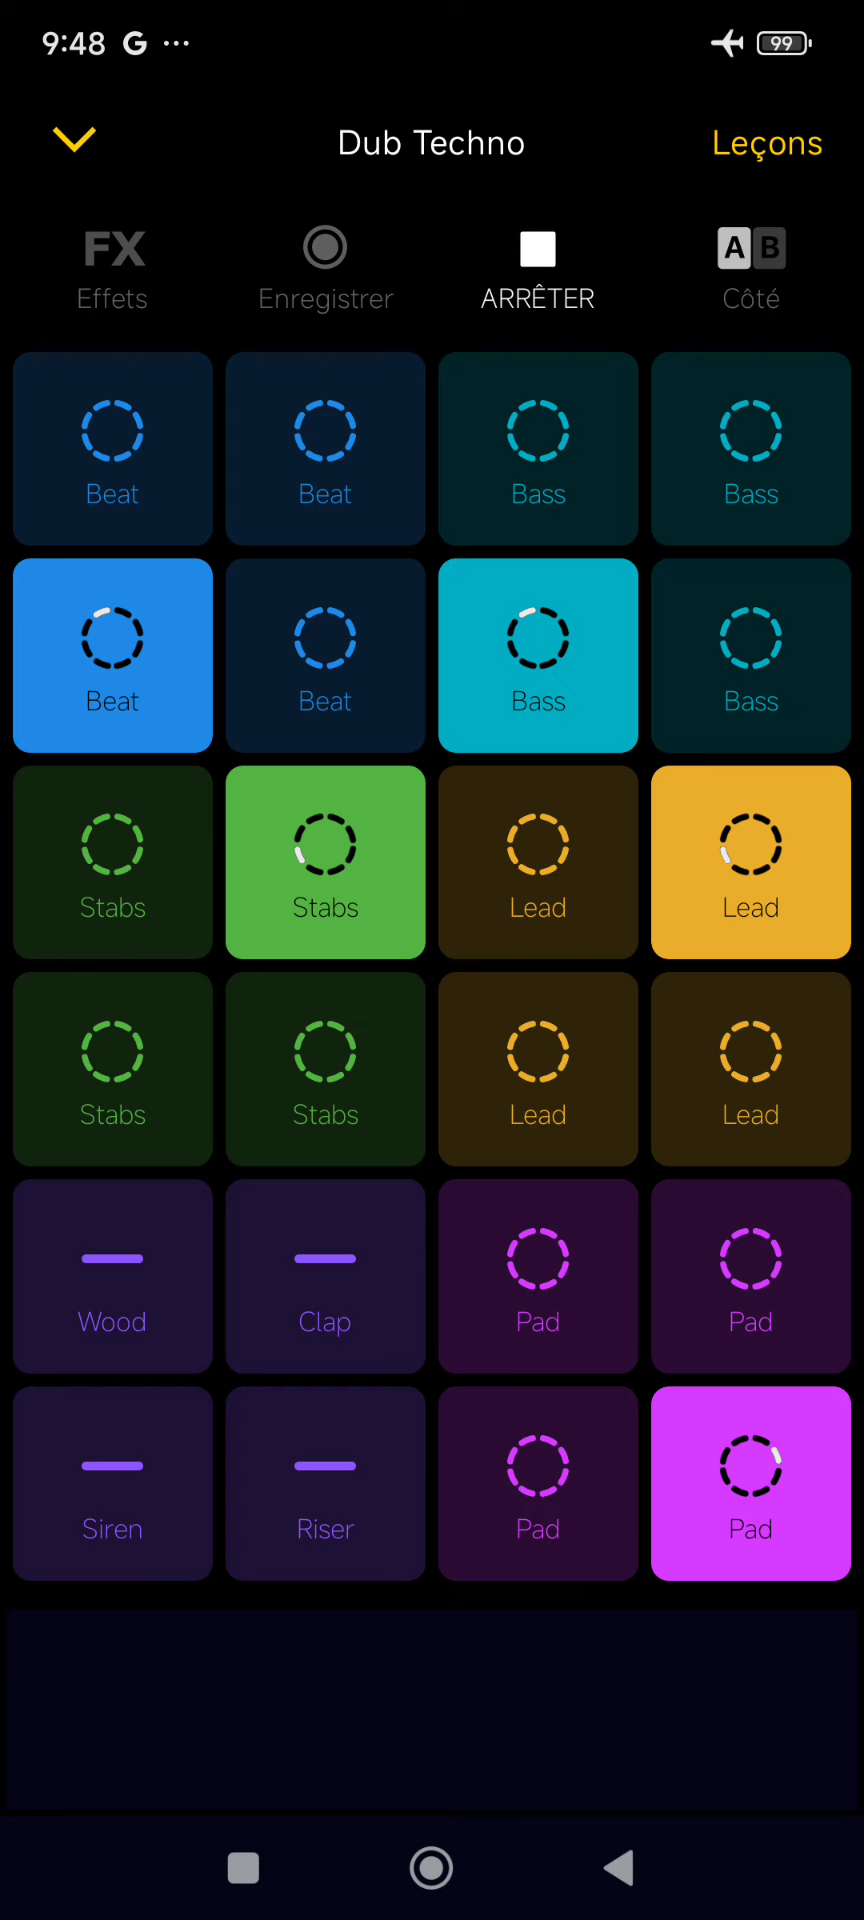 9:48 G ... 99
Dub Techno Leçons
FX A B
Effets Enregistrer ARRÊTER Côté
Beat Beat Bass Bass
Beat Beat Bass Bass
Stabs Stabs Lead Lead
Stabs Stabs Lead Lead
Wood Clap Pad Pad
Siren Riser Pad Pad